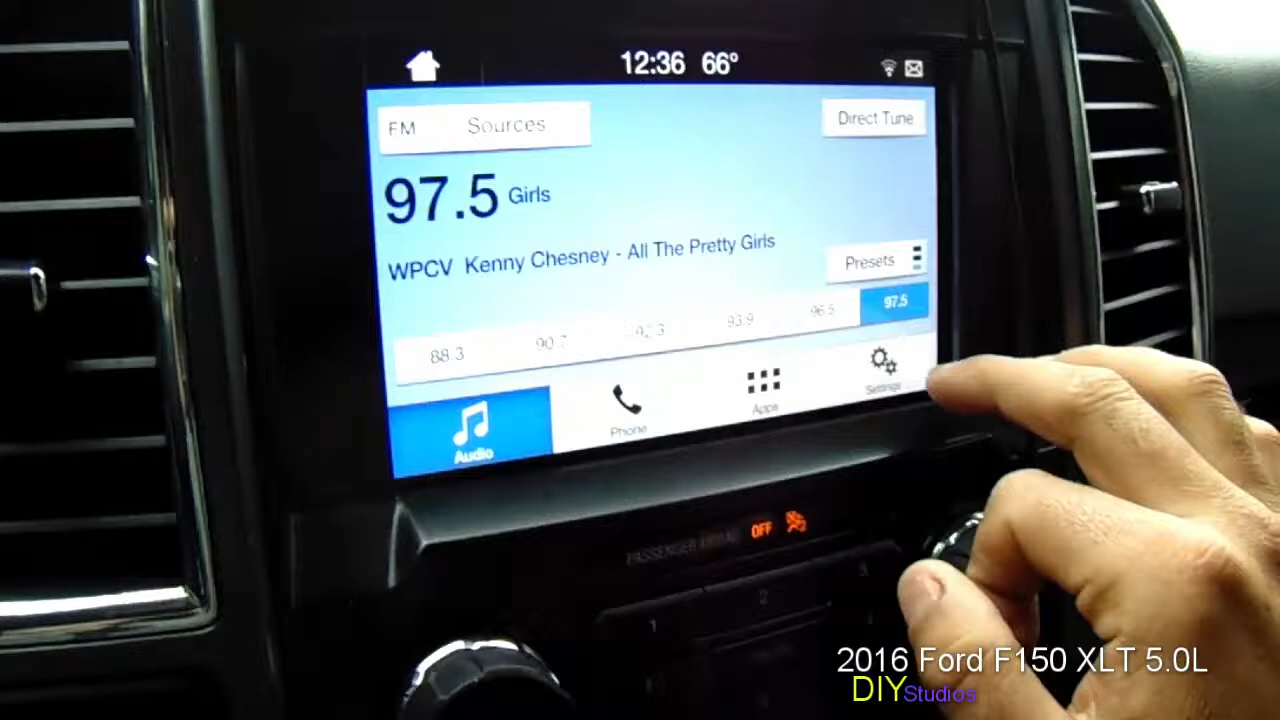 12:36 66°
FM Sources
Direct Tune
97.5 Girls
WPCV Kenny Chesney - All The Pretty Girls
Presets
88.3 90.7 92.3 93.9 96.5 97.5
Audio
Phone
Apps
Settings
PASSENGER AIRBAG OFF
1 2
2016 Ford F150 XLT 5.0L
DIYStudios